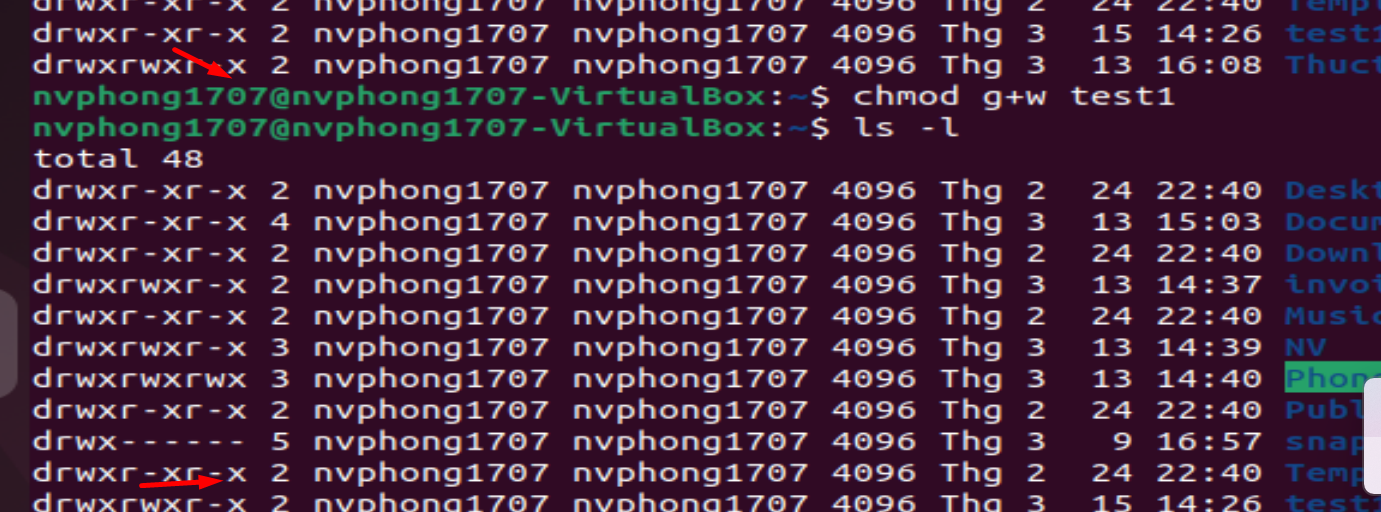 drwxr-xr-x 2 nvphong1707 nvphong1707 4096 Thg 2  24 22:40 Templ
drwxr-xr-x 2 nvphong1707 nvphong1707 4096 Thg 3  15 14:26 test1
drwxrwxr-x 2 nvphong1707 nvphong1707 4096 Thg 3  13 16:08 Thuct
nvphong1707@nvphong1707-VirtualBox:~$ chmod g+w test1
nvphong1707@nvphong1707-VirtualBox:~$ ls -l
total 48
drwxr-xr-x 2 nvphong1707 nvphong1707 4096 Thg 2  24 22:40 Deskt
drwxr-xr-x 4 nvphong1707 nvphong1707 4096 Thg 3  13 15:03 Docum
drwxr-xr-x 2 nvphong1707 nvphong1707 4096 Thg 2  24 22:40 Downl
drwxrwxr-x 2 nvphong1707 nvphong1707 4096 Thg 3  13 14:37 invoi
drwxr-xr-x 2 nvphong1707 nvphong1707 4096 Thg 2  24 22:40 Music
drwxrwxr-x 3 nvphong1707 nvphong1707 4096 Thg 3  13 14:39 NV
drwxrwxrwx 3 nvphong1707 nvphong1707 4096 Thg 3  13 14:40 Phon
drwxr-xr-x 2 nvphong1707 nvphong1707 4096 Thg 2  24 22:40 Publ
drwx------ 5 nvphong1707 nvphong1707 4096 Thg 3   9 16:57 snap
drwxr-xr-x 2 nvphong1707 nvphong1707 4096 Thg 2  24 22:40 Temp
drwxrwxr-x 2 nvphong1707 nvphong1707 4096 Thg 3  15 14:26 test1